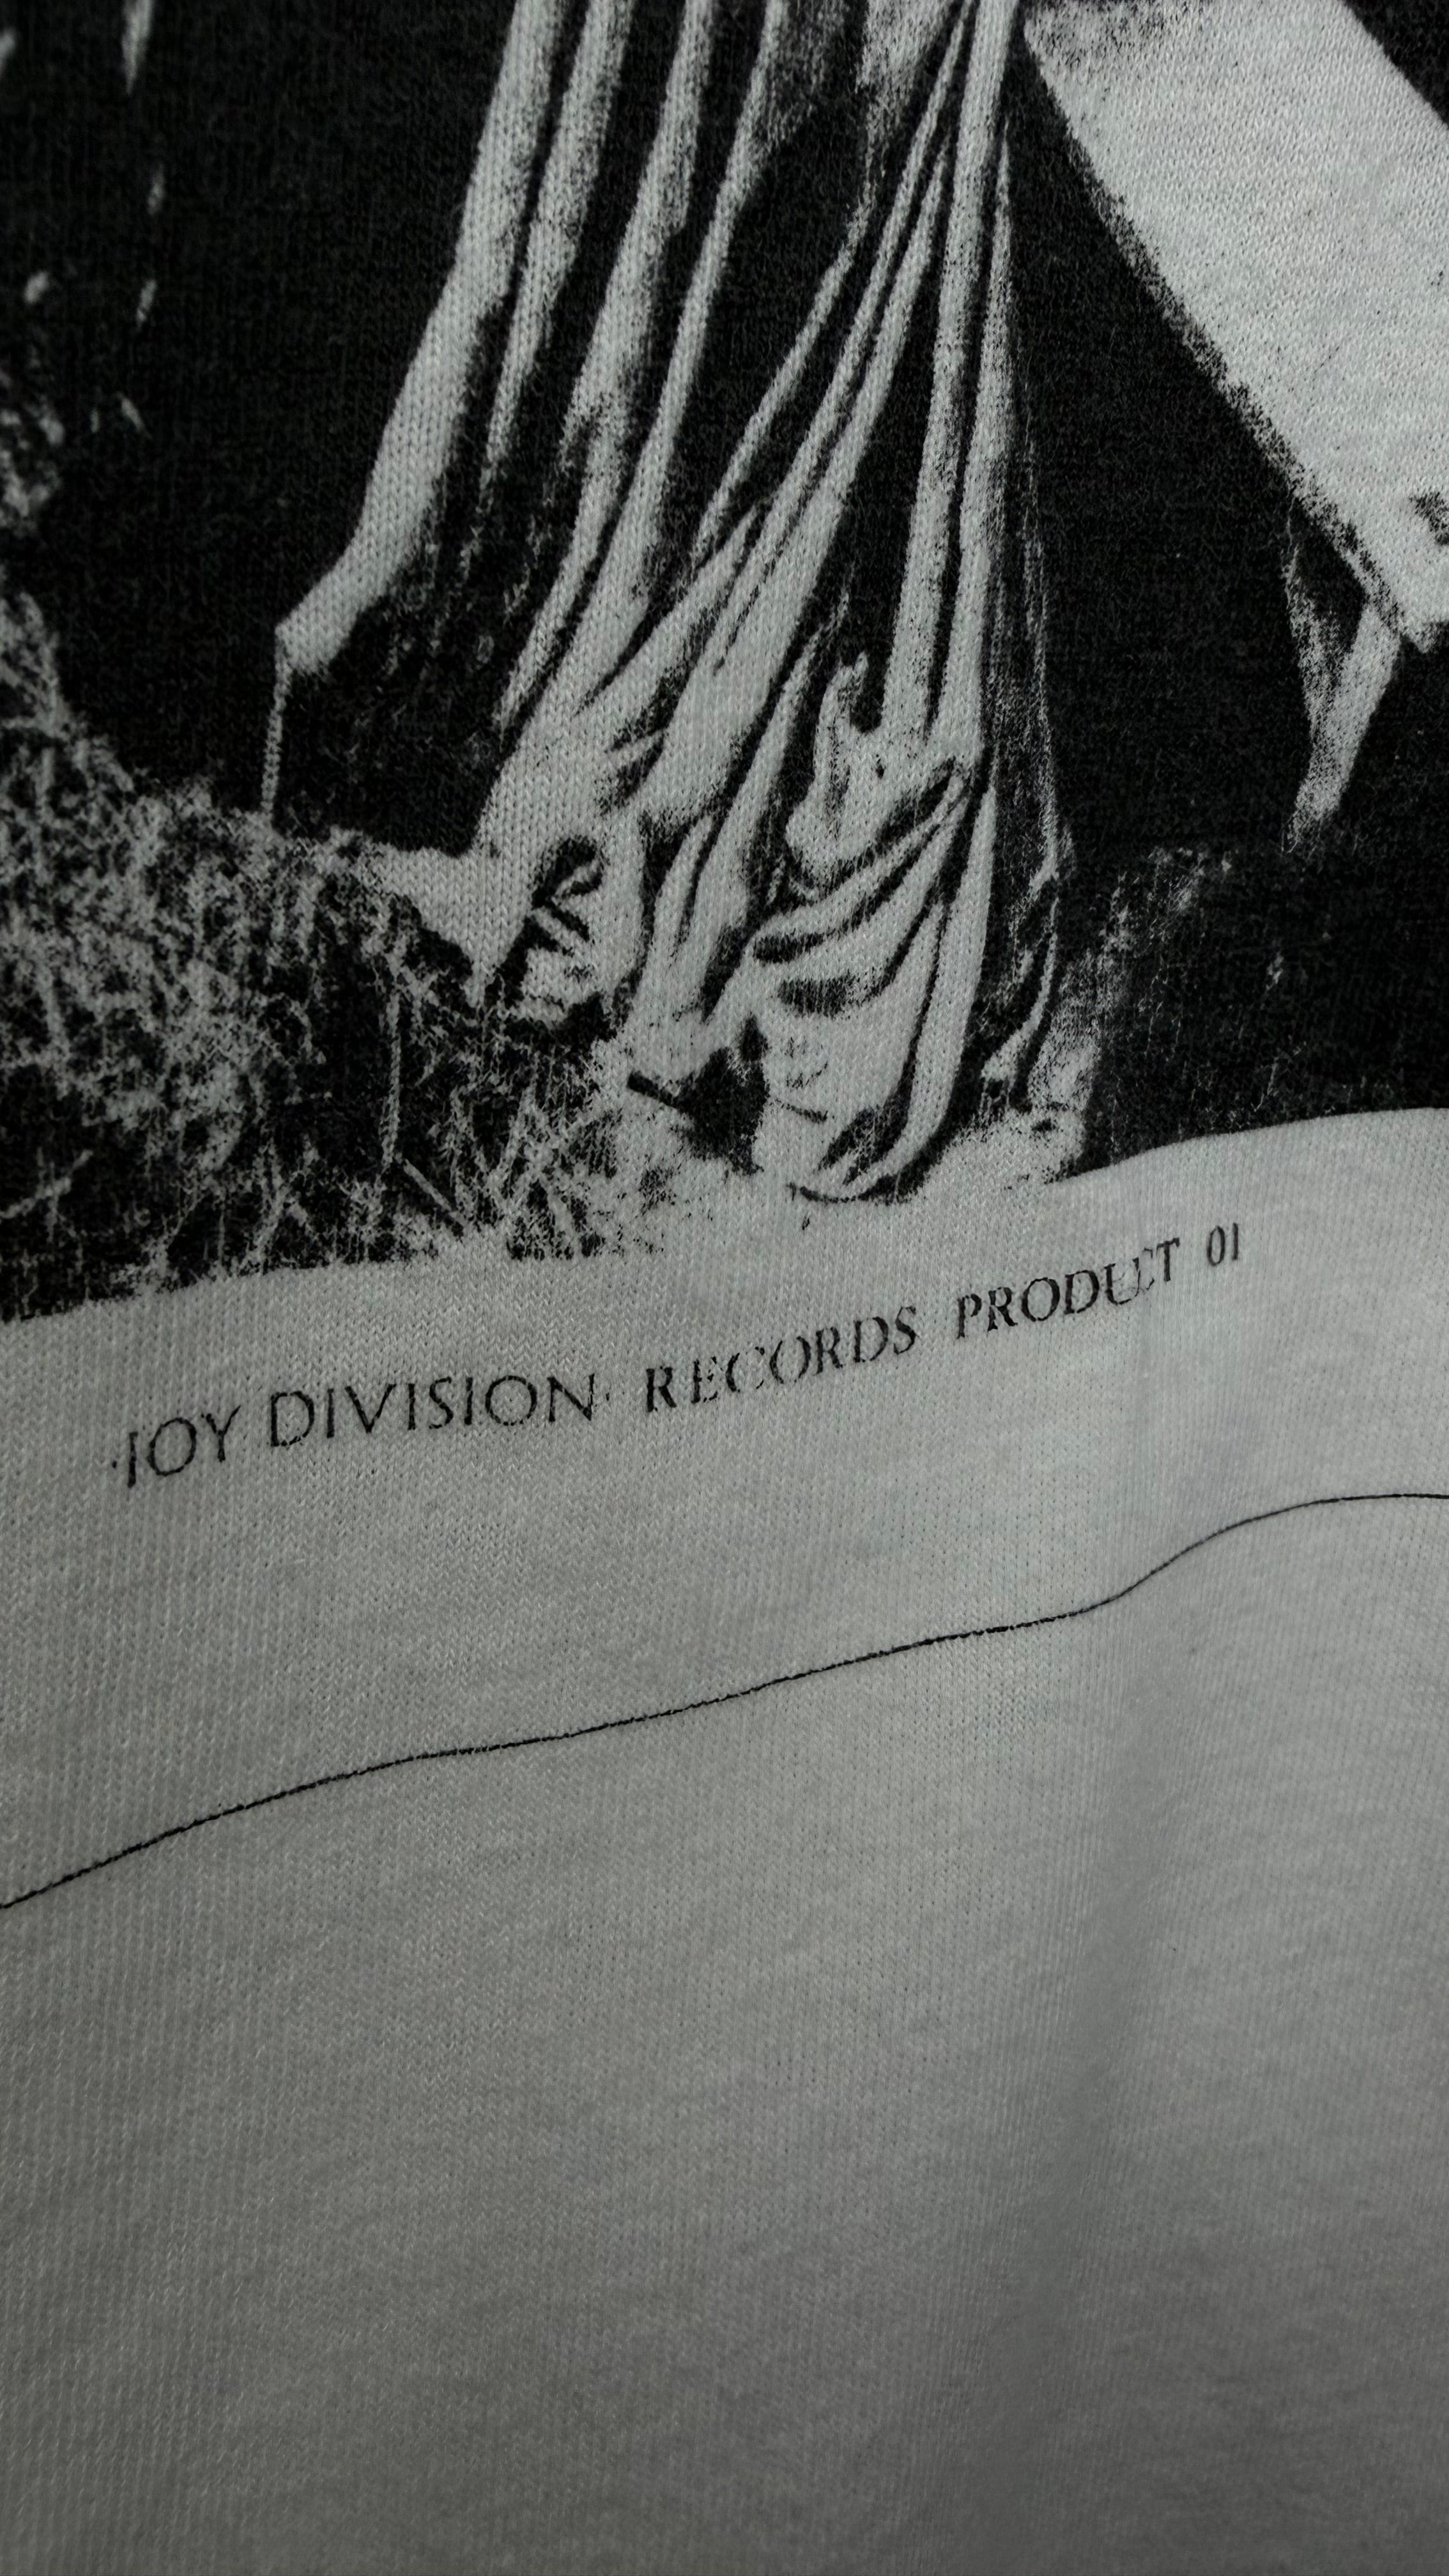 JOY DIVISION RECORDS PRODUCT 01